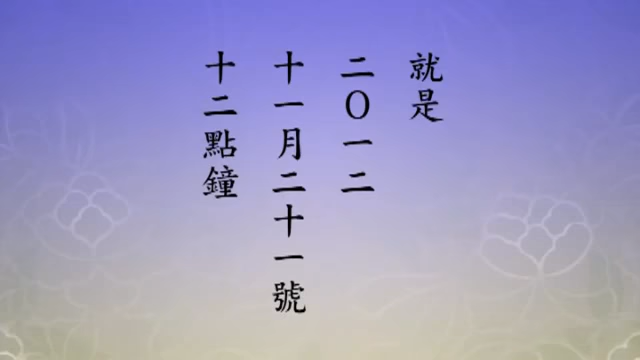 就是
二〇一二
十一月二十一號
十二點鐘